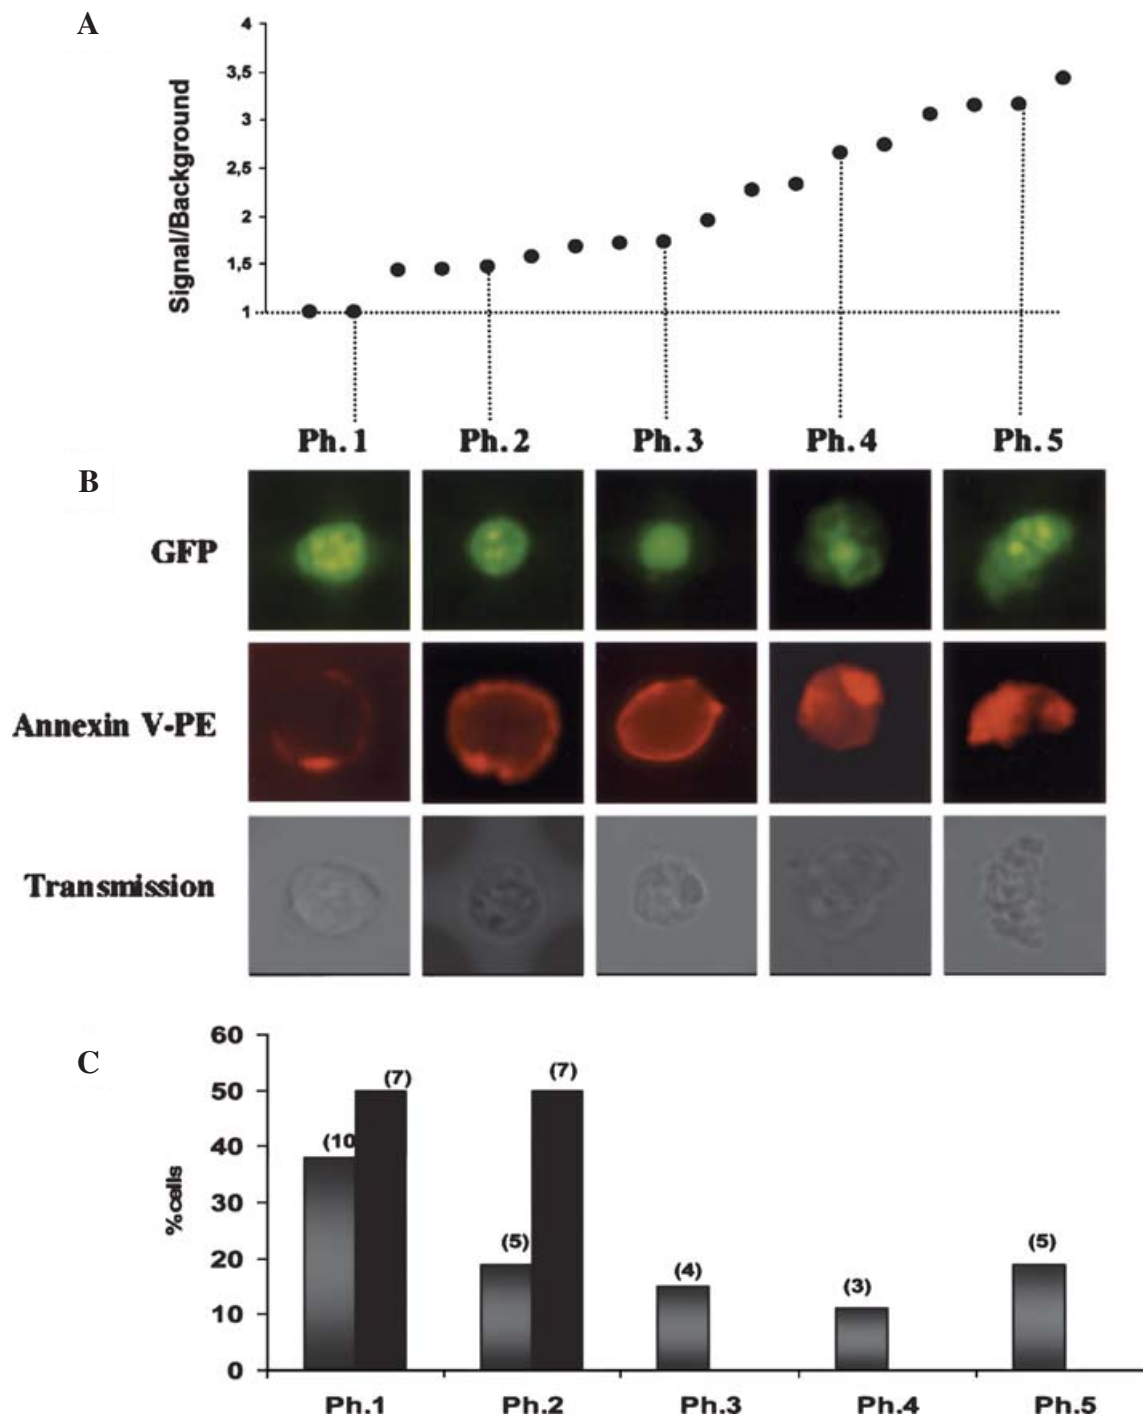 A
Signal/Background
4
3,5
3
2,5
2
1,5
1
Ph.1 Ph.2 Ph.3 Ph.4 Ph.5
B
GFP
Annexin V-PE
Transmission
C
%cells
60
50
40
30
20
10
0
(10 (7) (5) (7) (4) (3) (5)
Ph.1 Ph.2 Ph.3 Ph.4 Ph.5